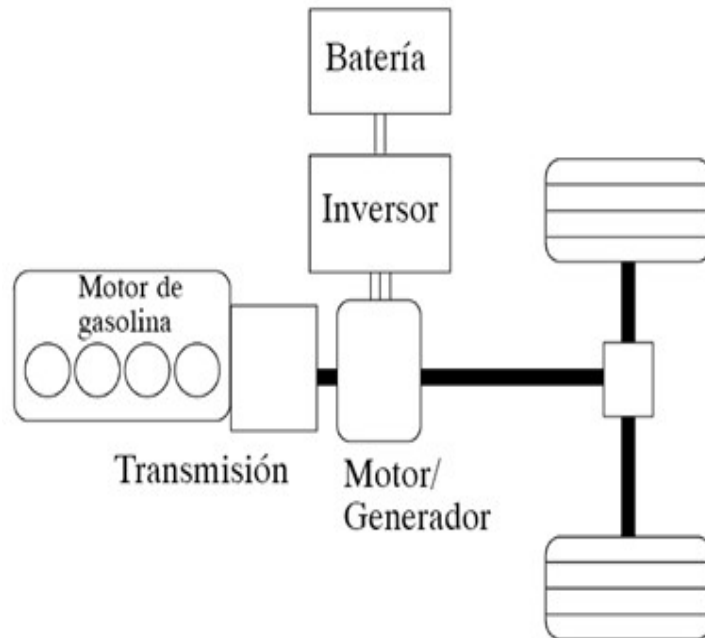 Batería
Inversor
Motor de
gasolina
Transmisión
Motor/
Generador